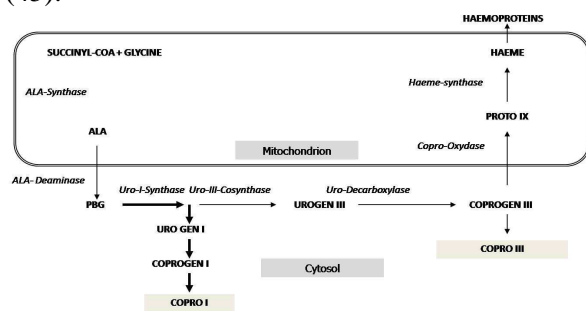 (45).
HAEMOPROTEINS
SUCCINYL-COA + GLYCINE
HAEME
Haeme-synthase
ALA-Synthase
PROTO IX
ALA
Mitochondrion
Copro-Oxydase
ALA- Deaminase
Uro-I-Synthase Uro-III-Cosynthase Uro-Decarboxylase
PBG UROGEN III COPROGEN III
URO GEN I
COPRO III
COPROGEN I
Cytosol
COPRO I